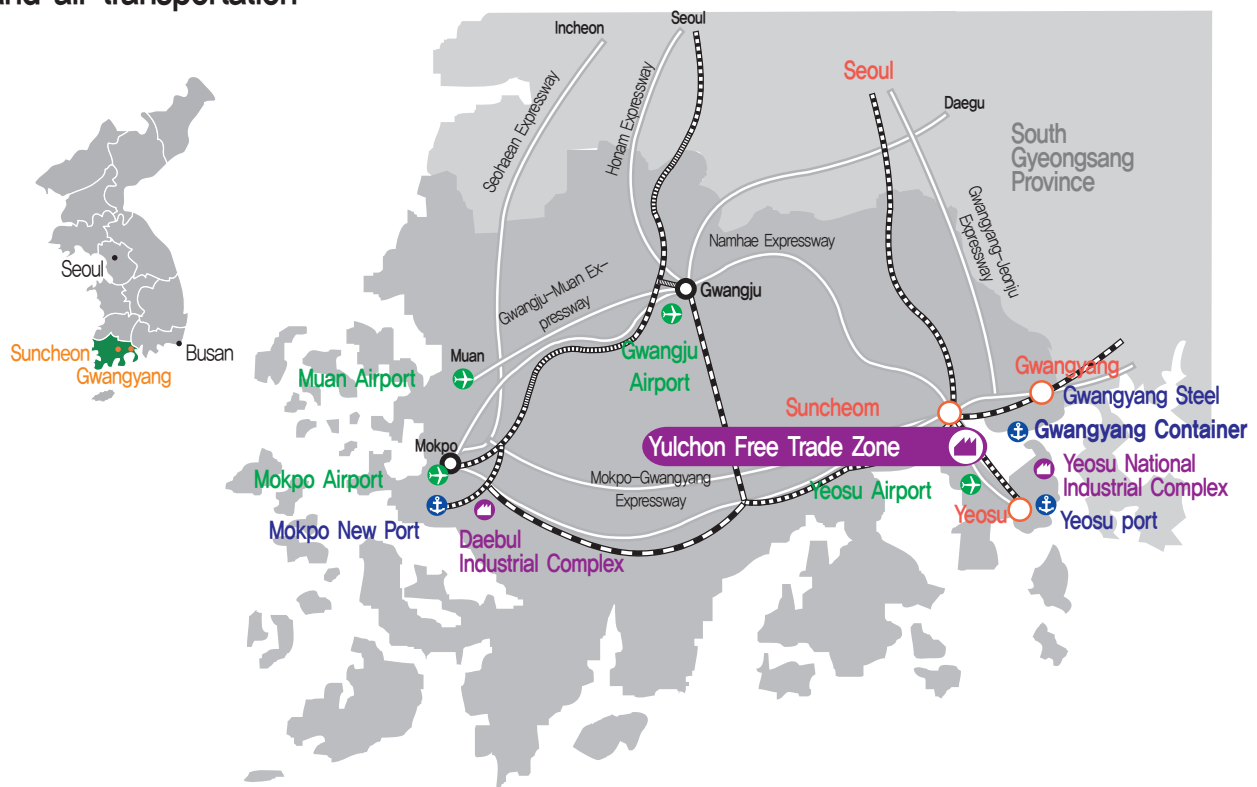 and air transportation
Incheon
Seoul
Seoul
Daegu
Seohaean Expressway
Honam Expressway
South
Gyeongsang
Province
Gwangyang-Jeonju
Expressway
Namhae Expressway
Seoul
Busan
Suncheon
Gwangyang
Gwangju-Muan Ex-
pressway
Gwangju
Muan
Muan Airport
Gwangju
Airport
Gwangyang
Gwangyang Steel
Suncheom
Gwangyang Container
Yulchon Free Trade Zone
Mokpo
Mokpo Airport
Mokpo-Gwangyang
Expressway
Yeosu Airport
Yeosu National
Industrial Complex
Yeosu
Yeosu port
Mokpo New Port
Daebul
Industrial Complex